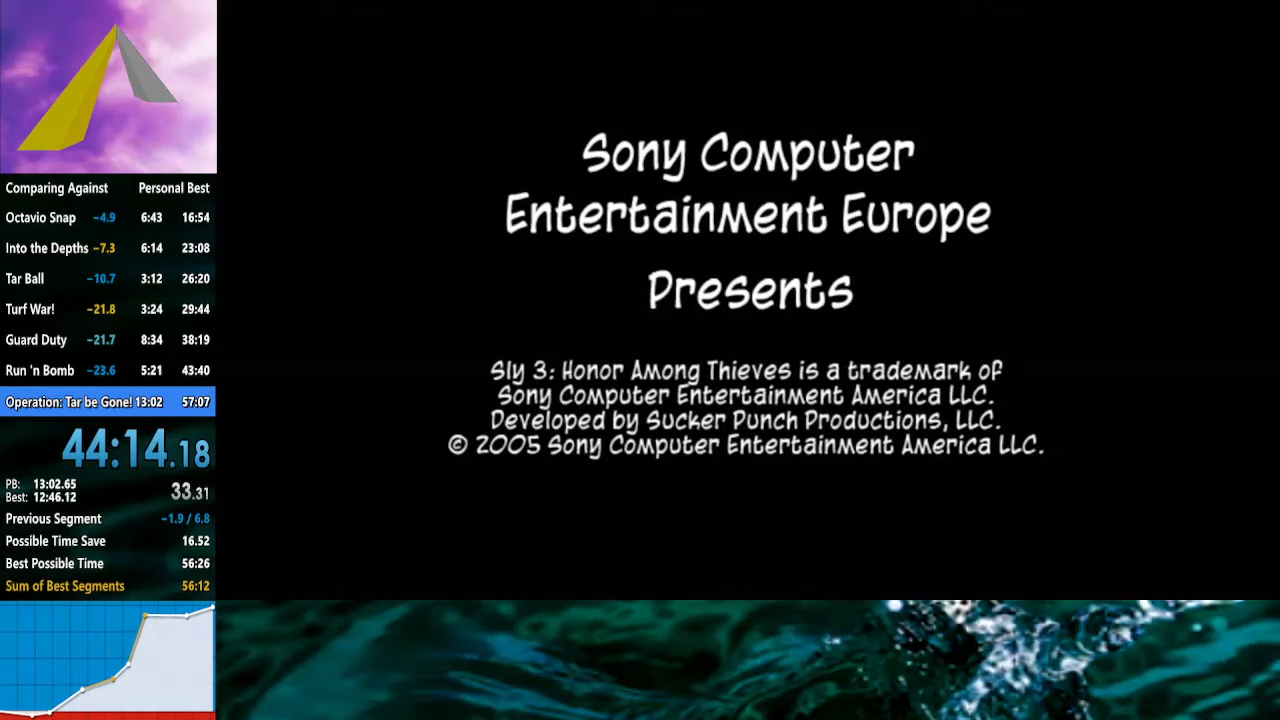 Comparing Against Personal Best
Octavio Snap -4.9 6:43 16:54
Into the Depths -7.3 6:14 23:08
Tar Ball -10.7 3:12 26:20
Turf War! -21.8 3:24 29:44
Guard Duty -21.7 8:34 38:19
Run 'n Bomb -23.6 5:21 43:40
Operation: Tar be Gone! 13:02 57:07
44:14.18
PB: 13:02.65
Best: 12:46.12
33.31
Previous Segment -1.9 / 6.8
Possible Time Save 16.52
Best Possible Time 56:26
Sum of Best Segments 56:12
Sony Computer
Entertainment Europe
Presents
Sly 3: Honor Among Thieves is a trademark of
Sony Computer Entertainment America LLC.
Developed by Sucker Punch Productions, LLC.
© 2005 Sony Computer Entertainment America LLC.